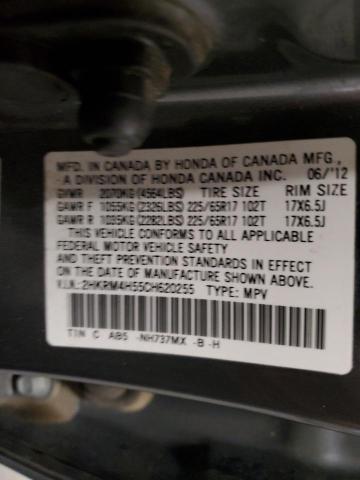 MFD. IN CANADA BY HONDA OF CANADA MFG.,
A DIVISION OF HONDA CANADA INC. 06/'12
GVWR 2070KG (4564LBS) TIRE SIZE RIM SIZE
GAWR F 1055KG (2326LBS) 225/65R17 102T 17X6.5J
GAWR R 1035KG (2282LBS) 225/65R17 102T 17X6.5J
THIS VEHICLE CONFORMS TO ALL APPLICABLE
FEDERAL MOTOR VEHICLE SAFETY
AND THEFT PREVENTION STANDARDS IN EFFECT
ON THE DATE OF MANUFACTURE SHOWN ABOVE.
V.I.N.:2HKRM4H55CH620255 TYPE: MPV
TIN C AB5 -NH737MX -B -H